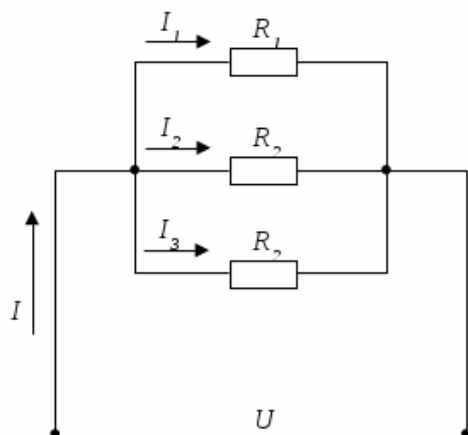 I₁ R₁
I₂ R₂
I₃ R₂
I
U